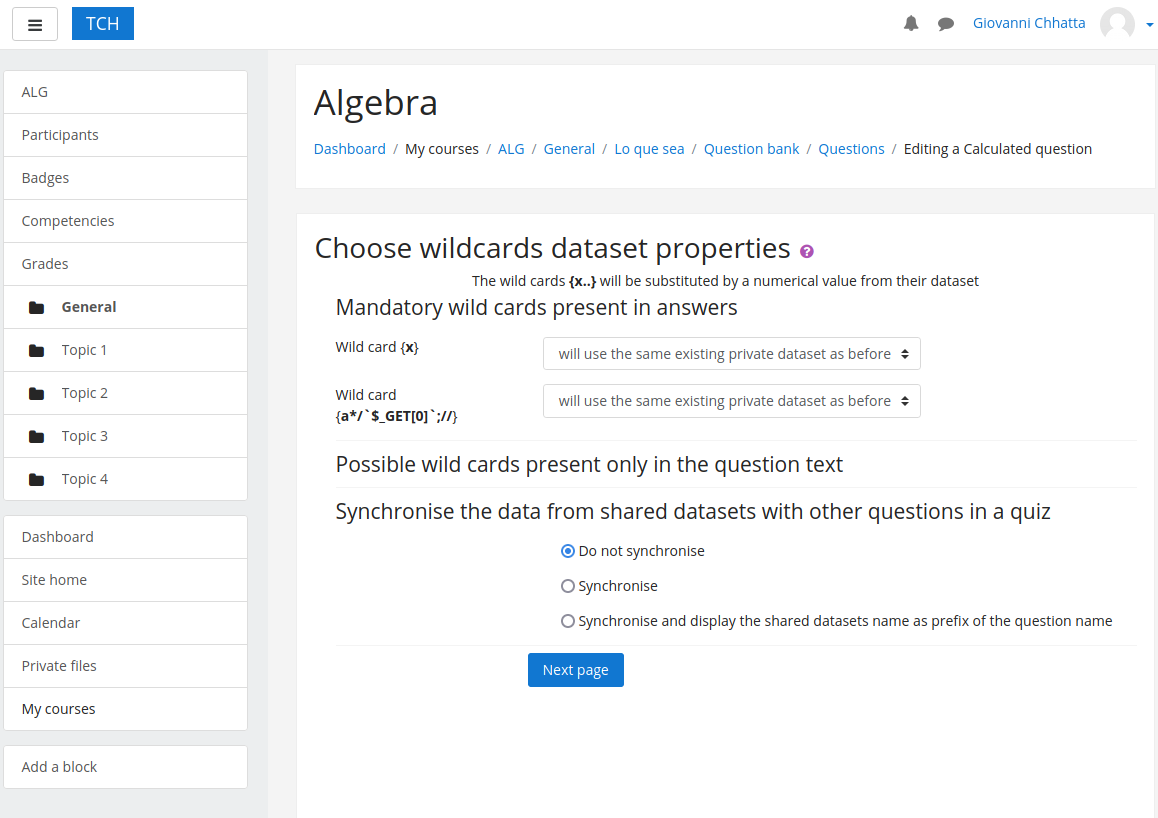 TCH
Giovanni Chhatta
ALG
Participants
Badges
Competencies
Grades
General
Topic 1
Topic 2
Topic 3
Topic 4
Dashboard
Site home
Calendar
Private files
My courses
Add a block
Algebra
Dashboard / My courses / ALG / General / Lo que sea / Question bank / Questions / Editing a Calculated question
Choose wildcards dataset properties ?
The wild cards {x..} will be substituted by a numerical value from their dataset
Mandatory wild cards present in answers
Wild card {x}
will use the same existing private dataset as before
Wild card
{a*/`$_GET[0]`;//}
will use the same existing private dataset as before
Possible wild cards present only in the question text
Synchronise the data from shared datasets with other questions in a quiz
Do not synchronise
Synchronise
Synchronise and display the shared datasets name as prefix of the question name
Next page